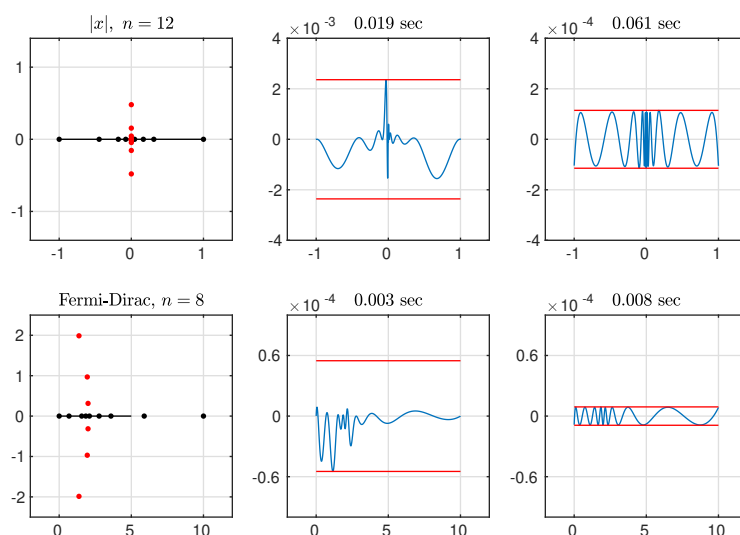 |x|, n = 12
0.019 sec
0.061 sec
×10⁻³
×10⁻⁴
1
0
-1
-1 0 1
4
2
0
-2
-4
-1 0 1
4
2
0
-2
-4
-1 0 1
Fermi-Dirac, n = 8
0.003 sec
0.008 sec
×10⁻⁴
×10⁻⁴
2
1
0
-1
-2
0 5 10
0.6
0
-0.6
0 5 10
0.6
0
-0.6
0 5 10